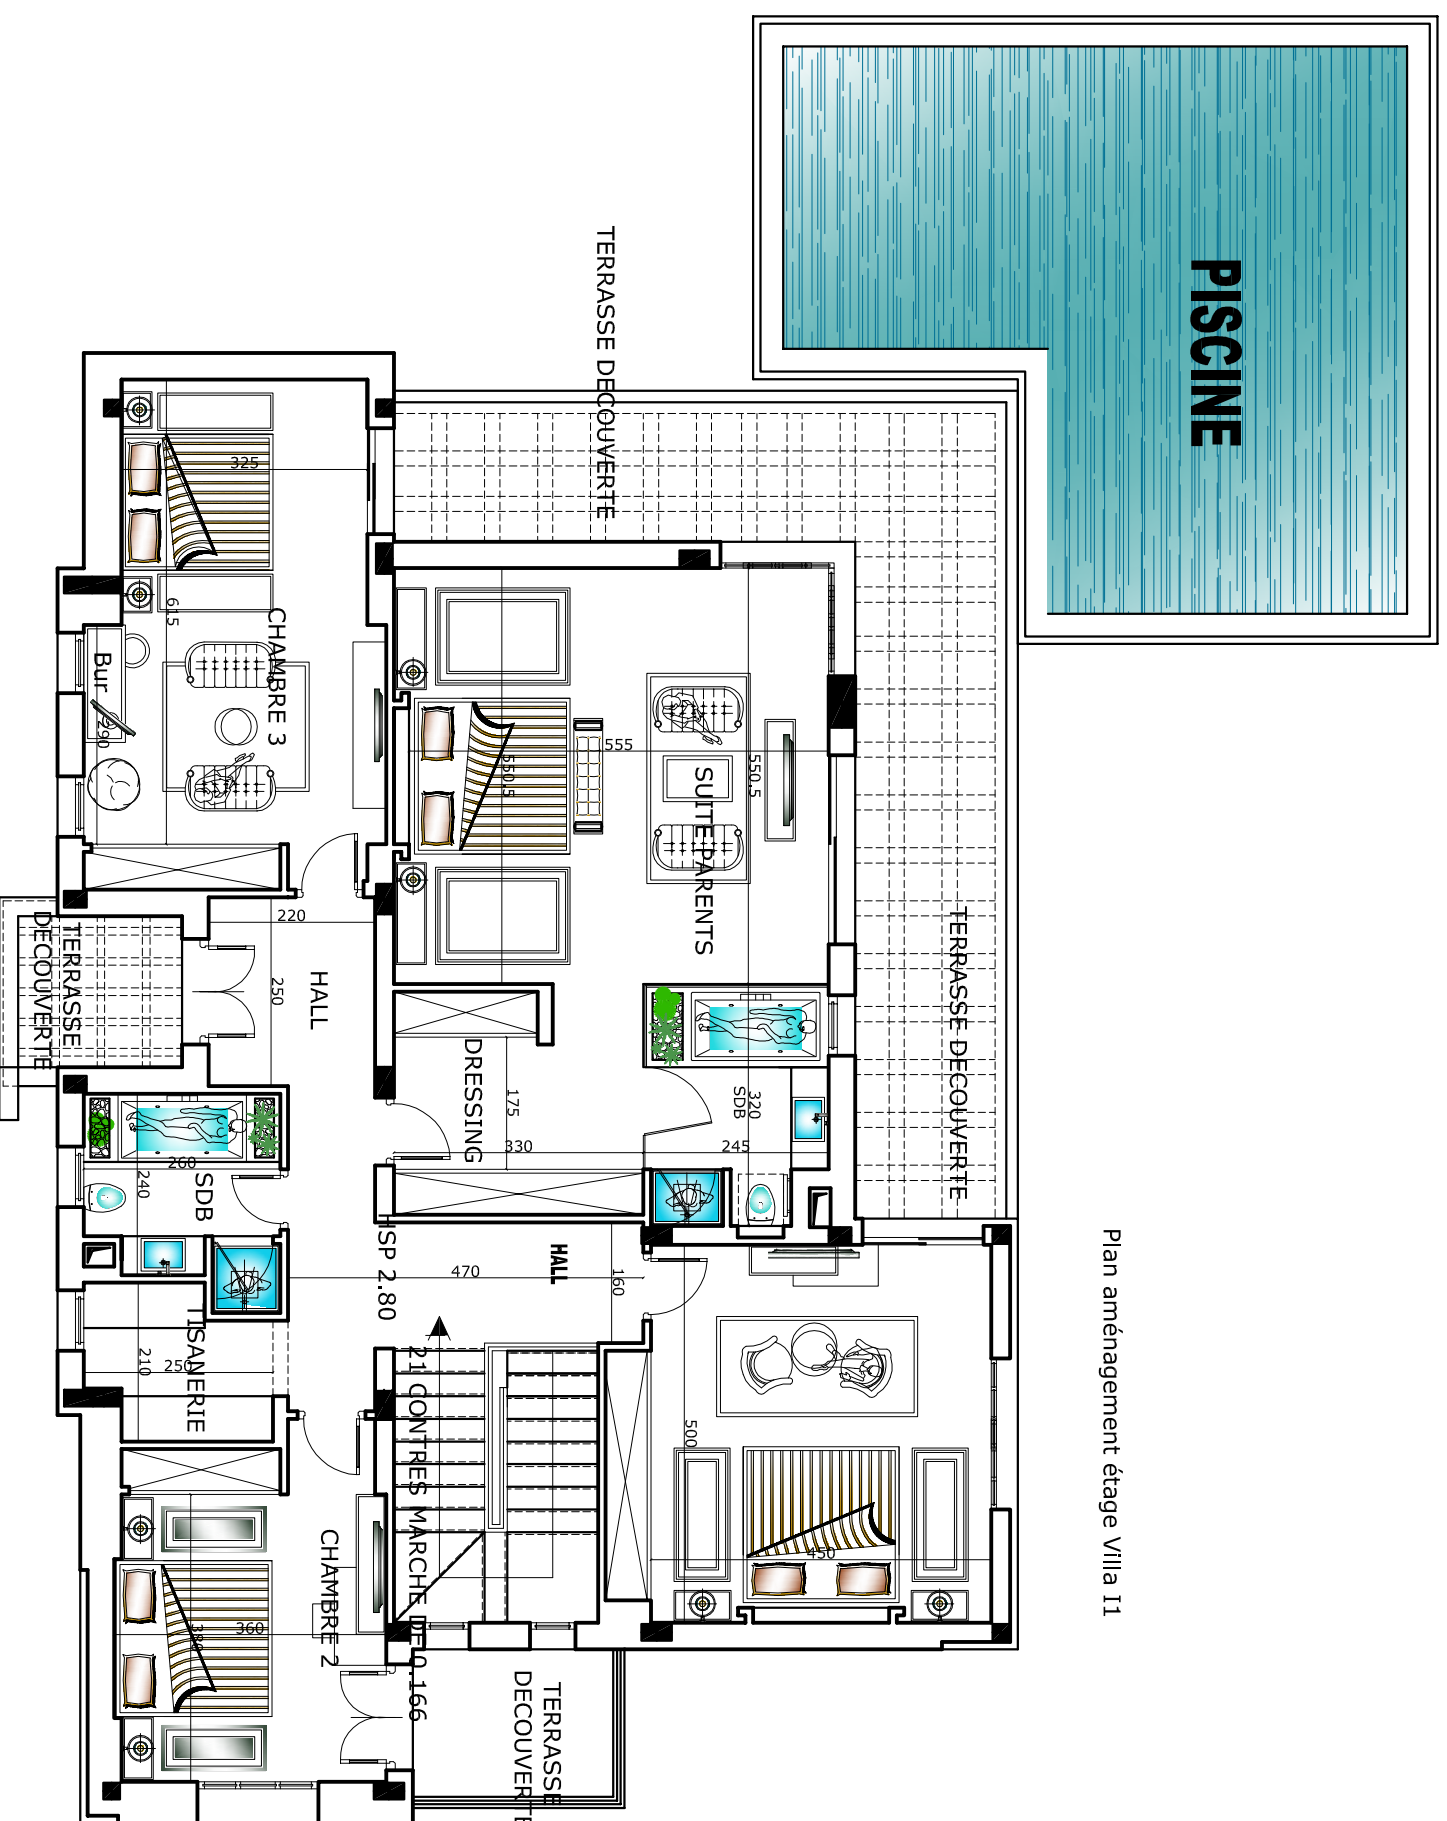 PISCINE
TERRASSE DECOUVERTE
325
615
CHAMBRE 3
Bur
290
555
550.5
550.5
SUITE PARENTS
TERRASSE DECOUVERTE
220
250
HALL
TERRASSE
DECOUVERTE
DRESSING
175
330
320
SDB
245
260
240
SDB
HSP 2.80
470
HALL
160
TISANERIE
210
250
21 CONTRES MARCHE DE 0.166
500
450
CHAMBRE 2
360
380
TERRASSE
DECOUVERTE
Plan aménagement étage Villa I1